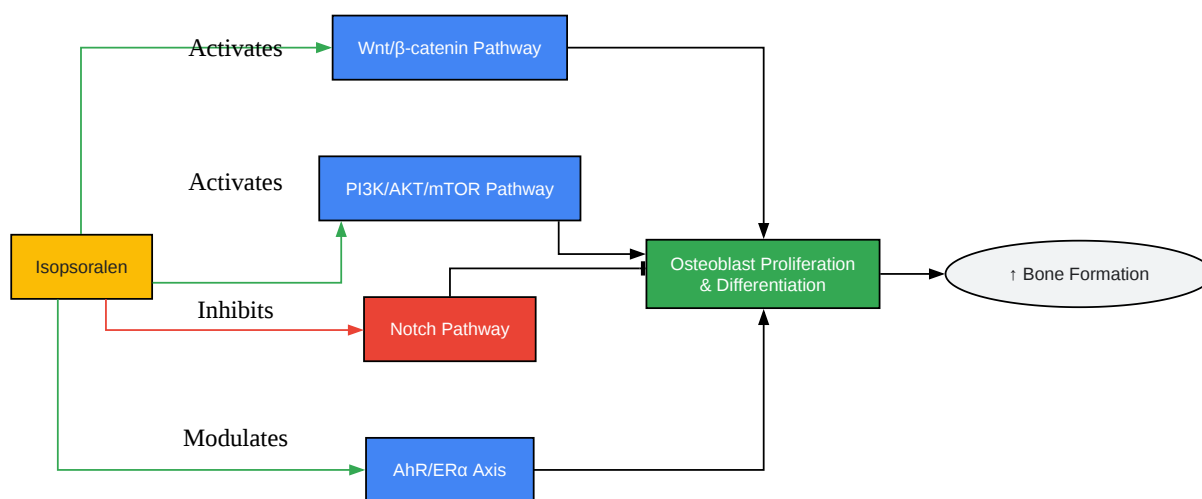 Activates
Wnt/β-catenin Pathway
Activates
PI3K/AKT/mTOR Pathway
Isopsoralen
Osteoblast Proliferation
& Differentiation
↑ Bone Formation
Inhibits
Notch Pathway
Modulates
AhR/ERα Axis